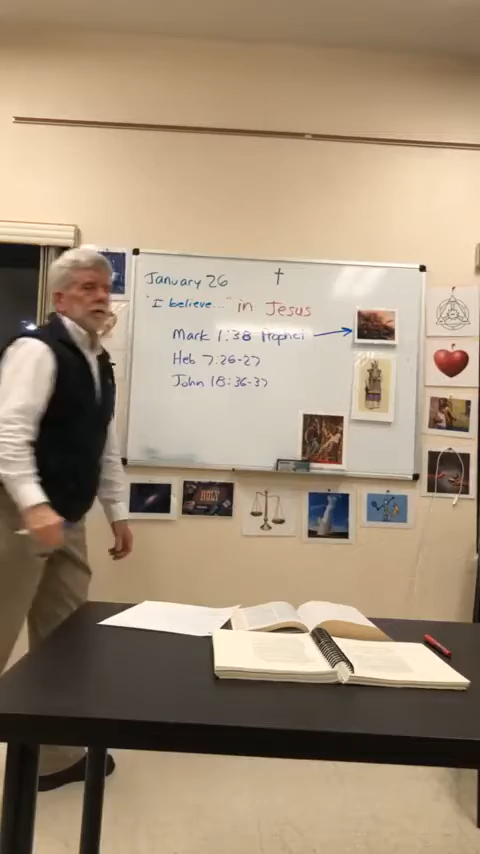 January 26 †
"I believe..." in Jesus
Mark 1:38 Prophet
Heb 7:26-27
John 18:36-37
HOLY